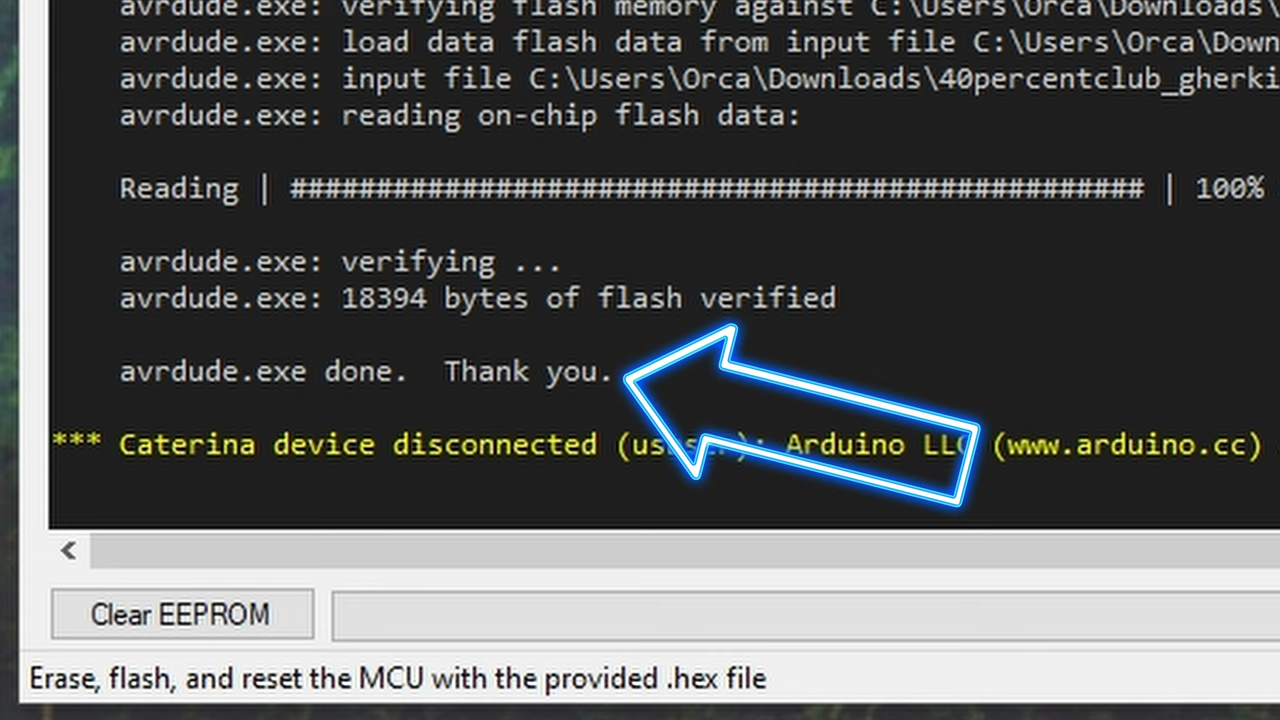 avrdude.exe: verifying flash memory against C:\Users\Orca\Downloads\
avrdude.exe: load data flash data from input file C:\Users\Orca\Down
avrdude.exe: input file C:\Users\Orca\Downloads\40percentclub_gherki
avrdude.exe: reading on-chip flash data:
Reading | ################################################## | 100%
avrdude.exe: verifying ...
avrdude.exe: 18394 bytes of flash verified
avrdude.exe done.  Thank you.
*** Caterina device disconnected Arduino (www.arduino.cc)
Clear EEPROM
Erase, flash, and reset the MCU with the provided .hex file